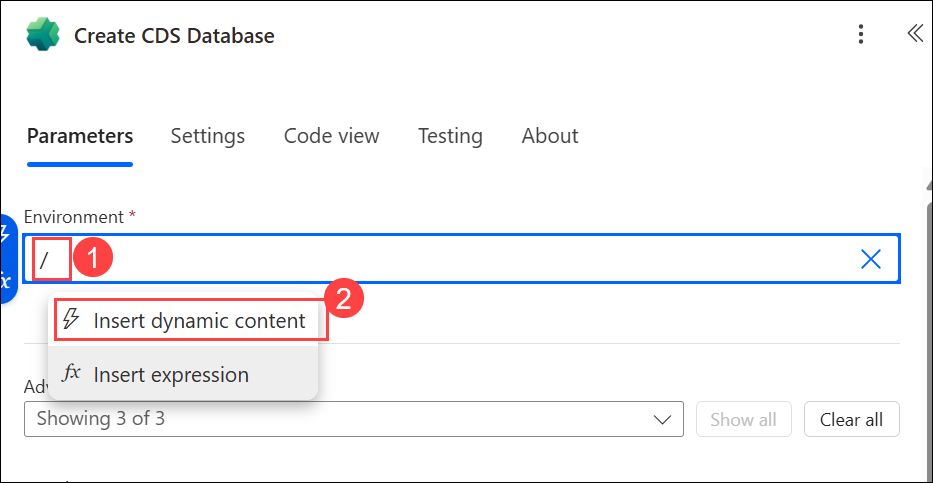 Create CDS Database
Parameters Settings Code view Testing About
Environment *
/ 1
2
Insert dynamic content
fx Insert expression
Showing 3 of 3 Show all Clear all